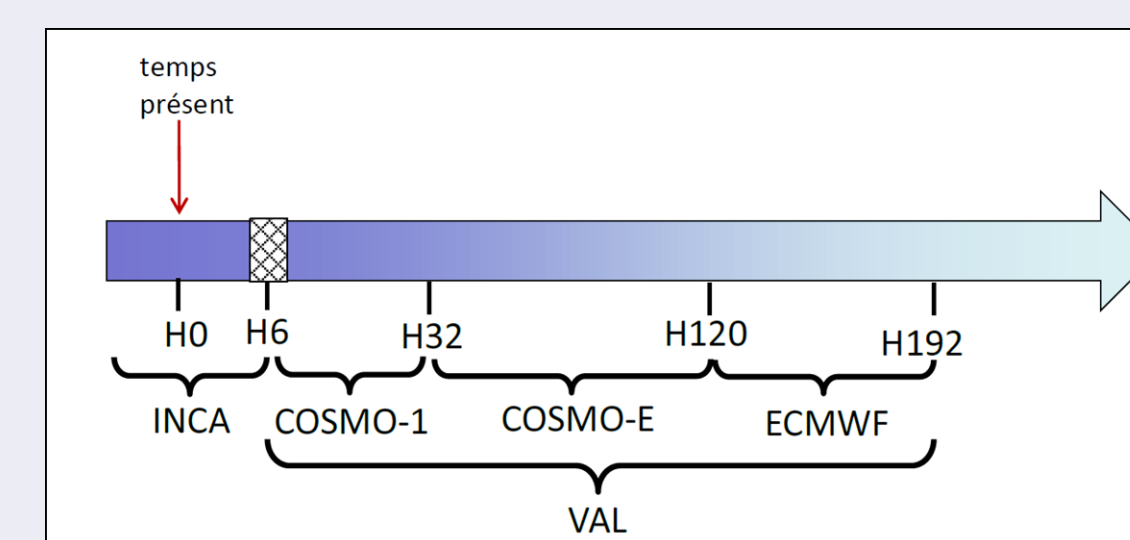 temps
présent
H0 H6 H32 H120 H192
INCA COSMO-1 COSMO-E ECMWF
VAL